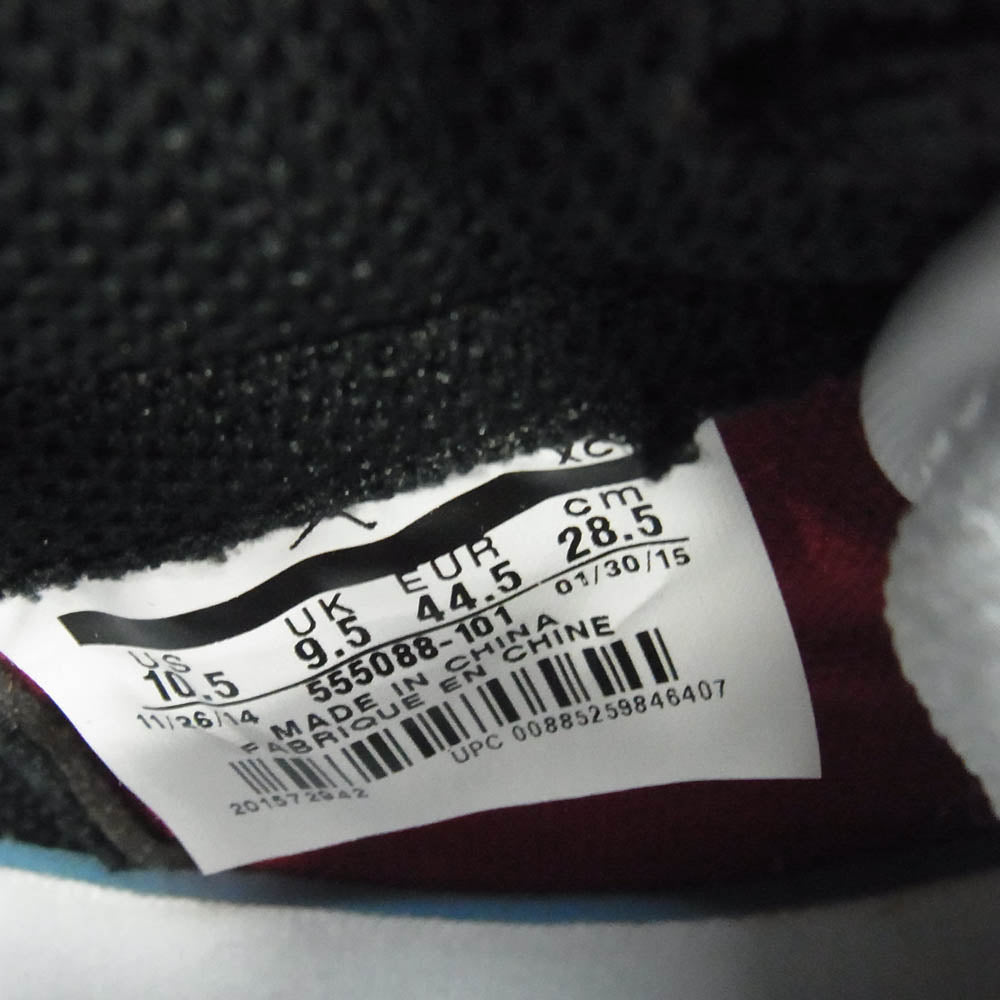 XC
US UK EUR cm
10.5 9.5 44.5 28.5
11/26/14 555088-101 01/30/15
MADE IN CHINA
FABRIQUE EN CHINE
201572942 UPC 00885259846407